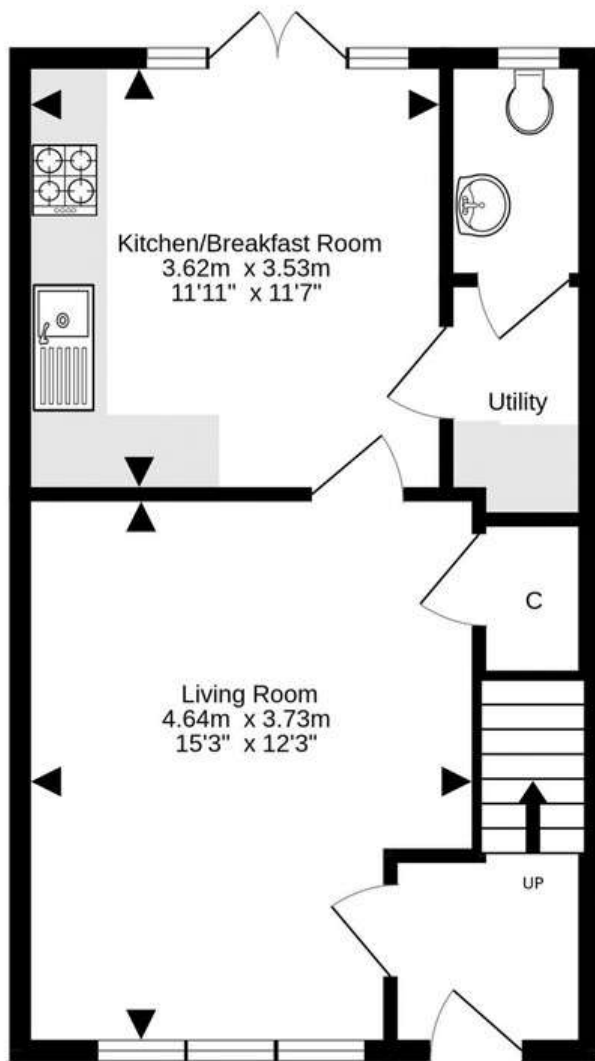 Kitchen/Breakfast Room
3.62m x 3.53m
11'11" x 11'7"
Utility
C
Living Room
4.64m x 3.73m
15'3" x 12'3"
UP